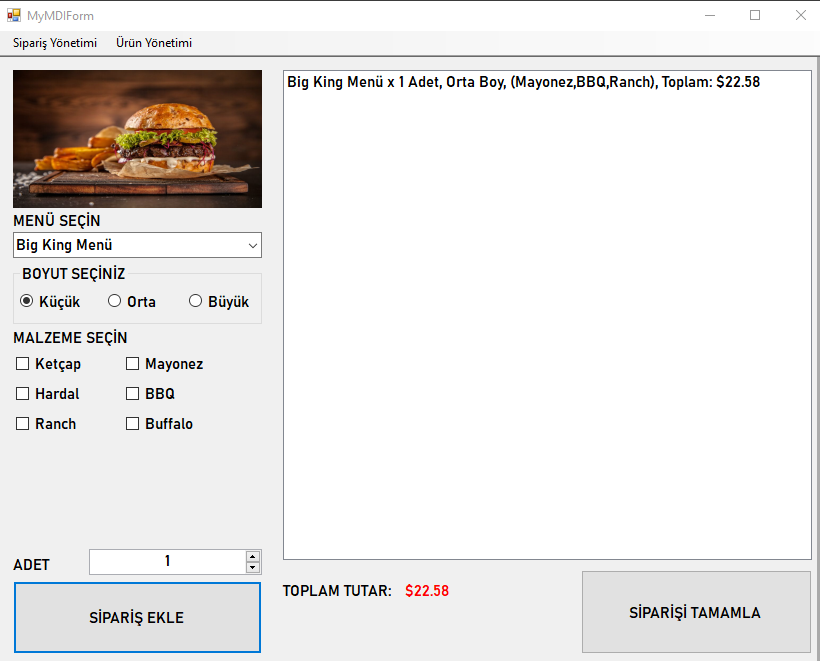 MyMDIForm
Sipariş Yönetimi Ürün Yönetimi
MENÜ SEÇİN
Big King Menü
BOYUT SEÇİNİZ
Küçük Orta Büyük
MALZEME SEÇİN
Ketçap Mayonez
Hardal BBQ
Ranch Buffalo
ADET 1
SİPARİŞ EKLE
Big King Menü x 1 Adet, Orta Boy, (Mayonez,BBQ,Ranch), Toplam: $22.58
TOPLAM TUTAR: $22.58
SİPARİŞİ TAMAMLA